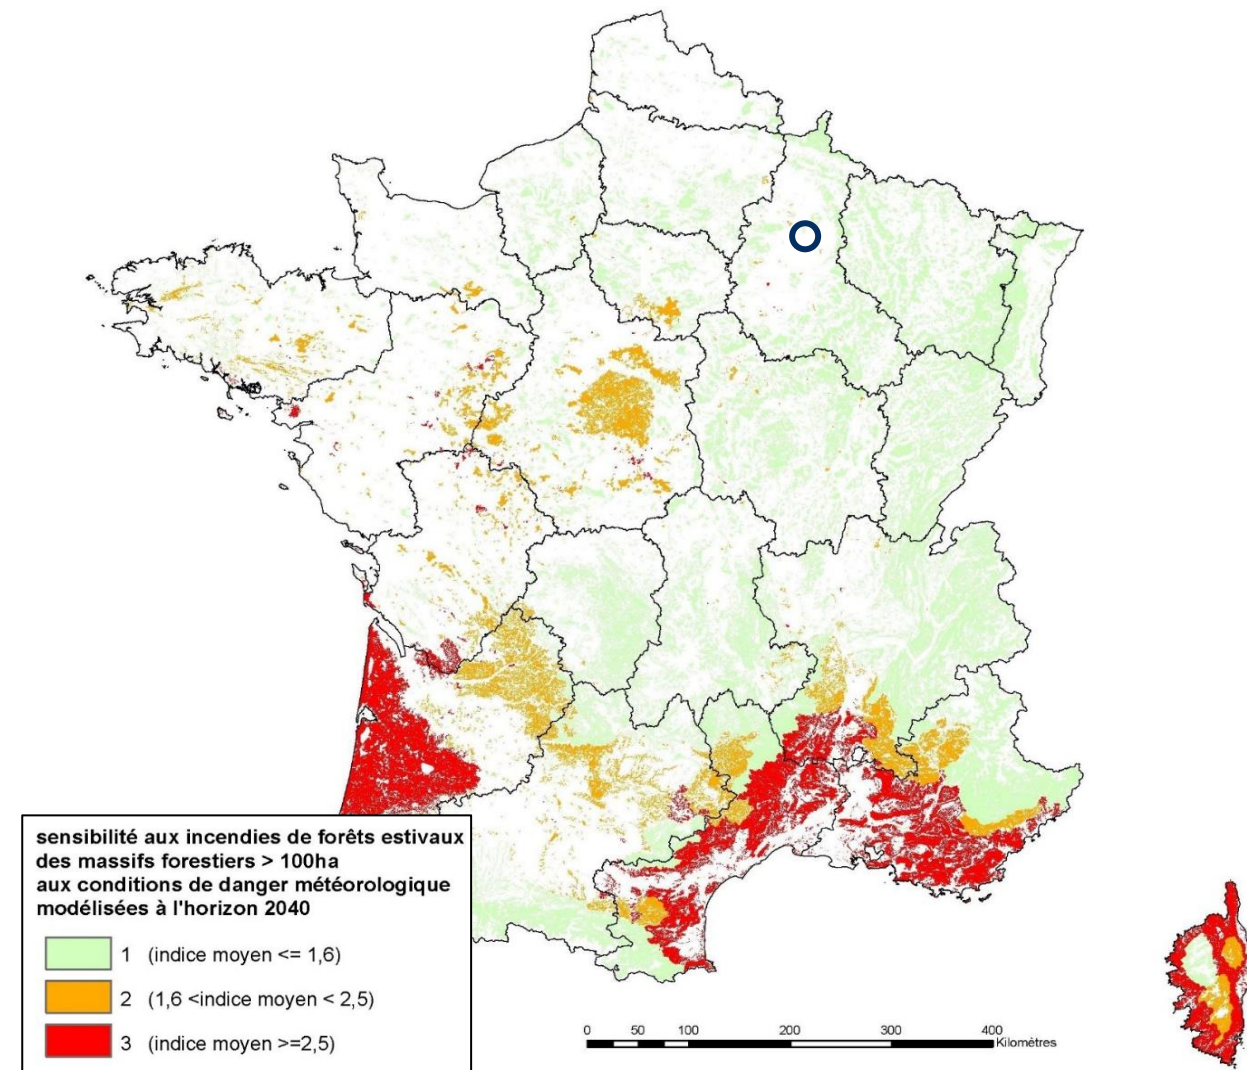 sensibilité aux incendies de forêts estivaux
des massifs forestiers > 100ha
aux conditions de danger météorologique
modélisées à l'horizon 2040
1 (indice moyen <= 1,6)
2 (1,6 <indice moyen < 2,5)
3 (indice moyen >=2,5)
0 50 100 200 300 400
Kilomètres